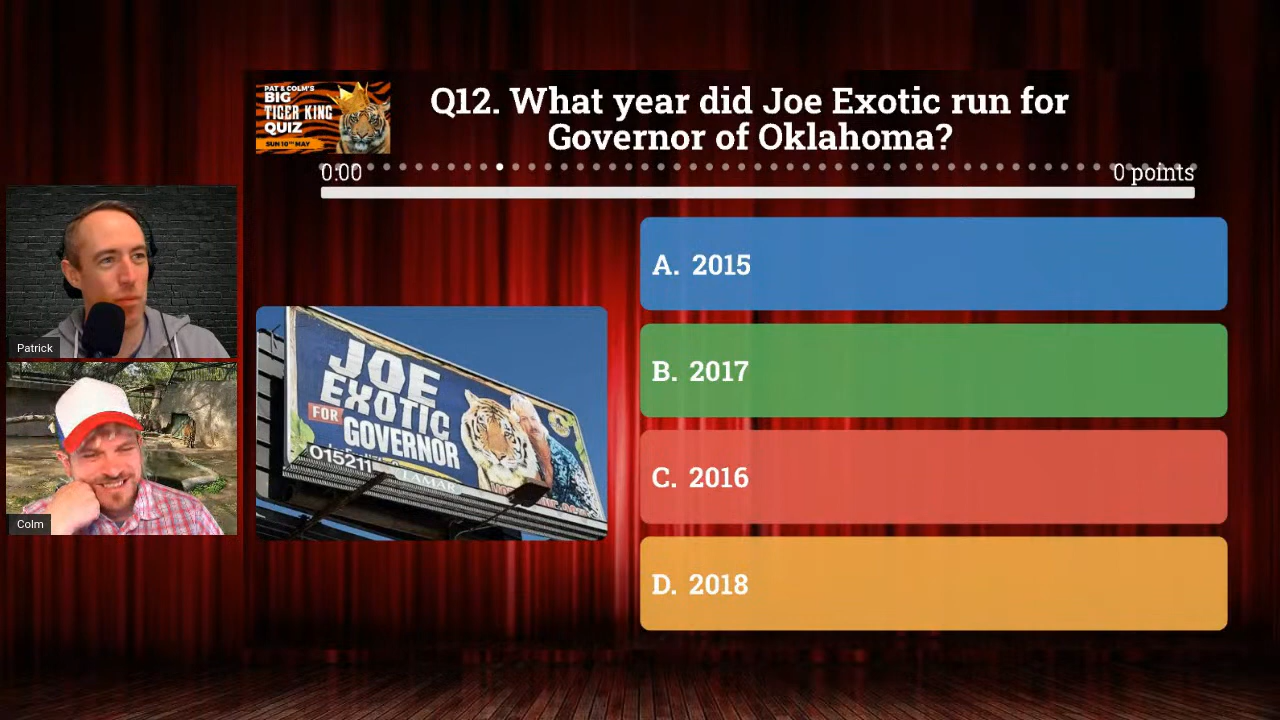 PAT & COLM'S
BIG
TIGER KING
QUIZ
SUN 10TH MAY
Q12. What year did Joe Exotic run for
Governor of Oklahoma?
0:00
0 points
Patrick
Colm
JOE
EXOTIC
FOR
GOVERNOR
015211
LAMAR
A. 2015
B. 2017
C. 2016
D. 2018